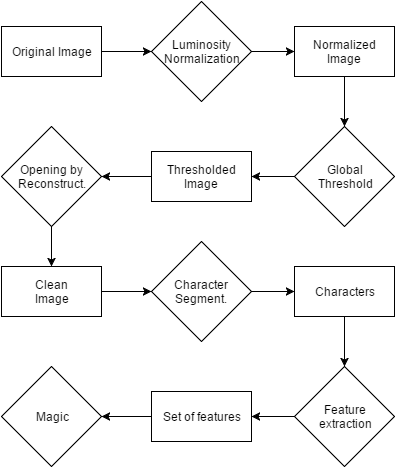 Original Image
Luminosity
Normalization
Normalized
Image
Opening by
Reconstruct.
Thresholded
Image
Global
Threshold
Clean
Image
Character
Segment.
Characters
Magic
Set of features
Feature
extraction